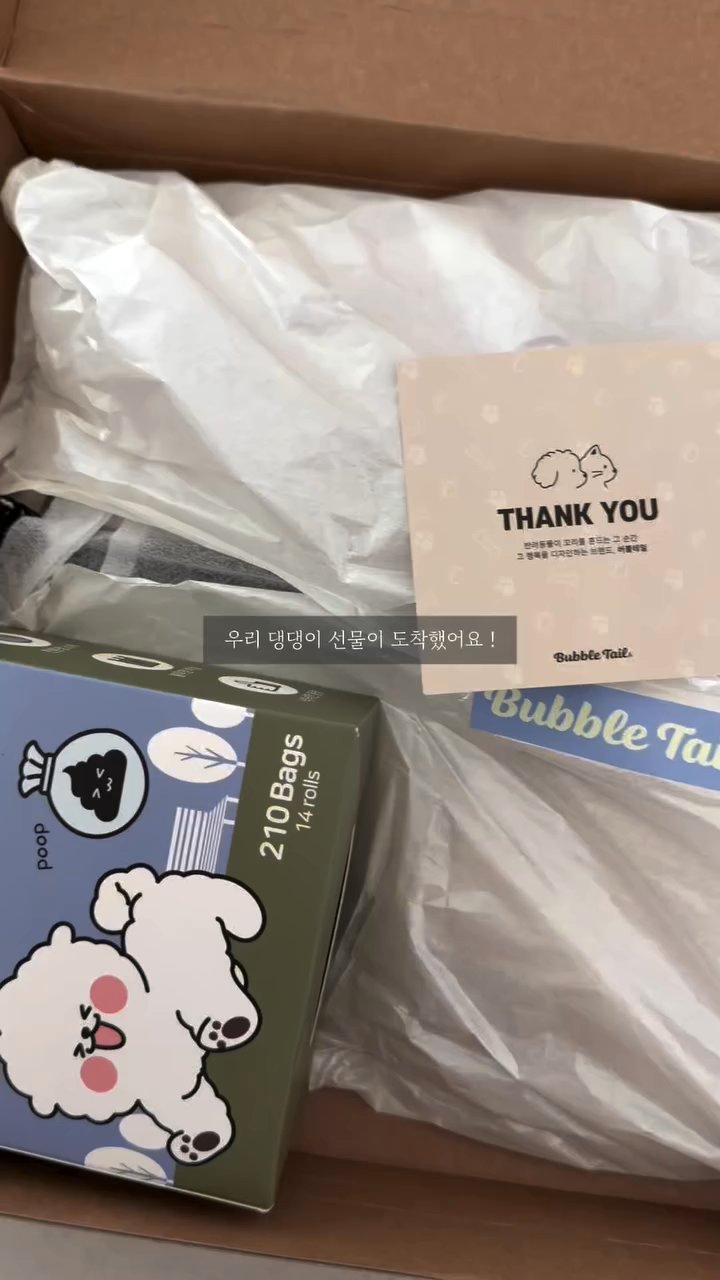 THANK YOU
반려동물이 꼬리를 흔드는 그 순간
그 행복을 디자인하는 브랜드, 버블테일
우리 댕댕이 선물이 도착했어요 !
Bubble Tail
Bubble Tai
210 Bags
14 rolls
poop